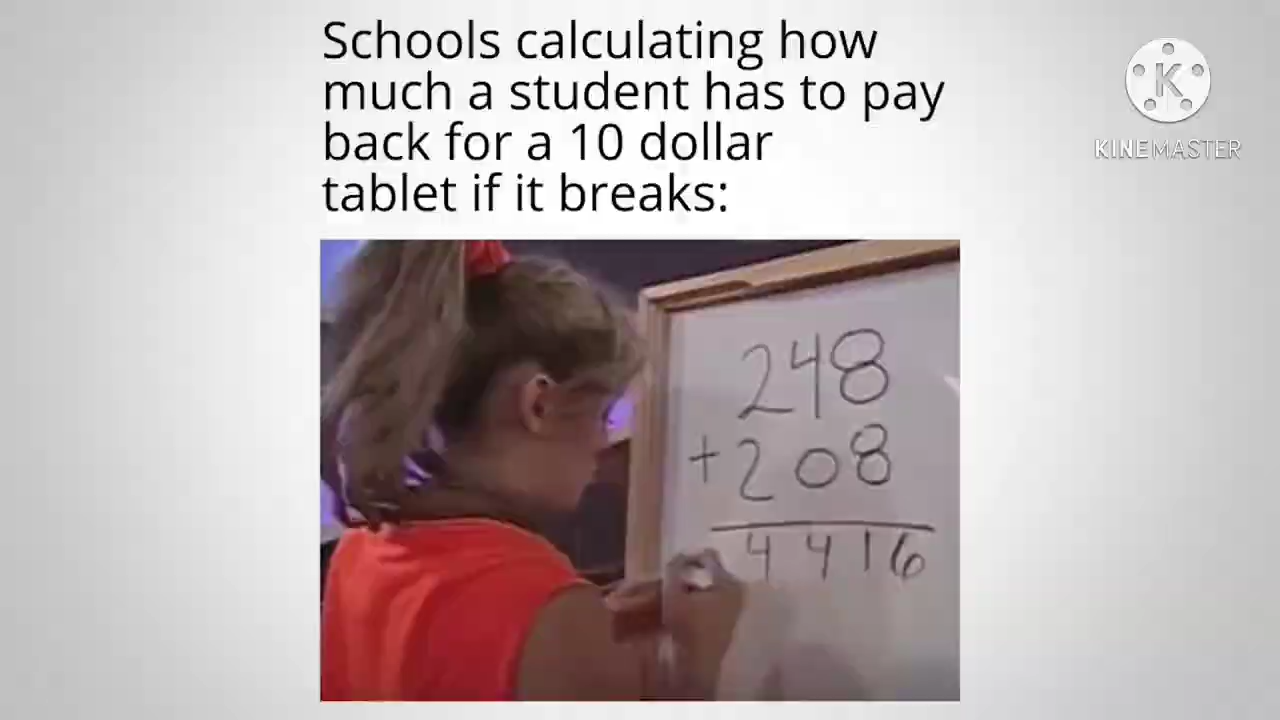 Schools calculating how
much a student has to pay
back for a 10 dollar
tablet if it breaks:
K
KINEMASTER
248
+208
4416